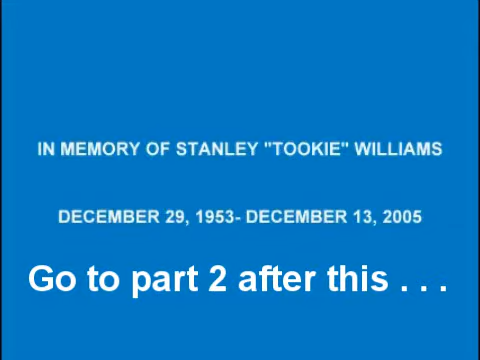 IN MEMORY OF STANLEY "TOOKIE" WILLIAMS
DECEMBER 29, 1953- DECEMBER 13, 2005
Go to part 2 after this . . .